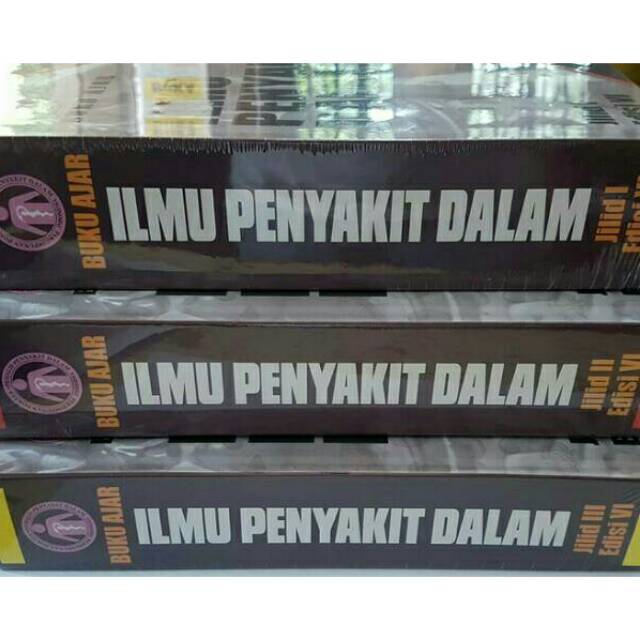 BUKU AJAR
ILMU PENYAKIT DALAM
Jilid I
BUKU AJAR
ILMU PENYAKIT DALAM
Jilid II
Edisi VI
BUKU AJAR
ILMU PENYAKIT DALAM
Jilid III
Edisi VI